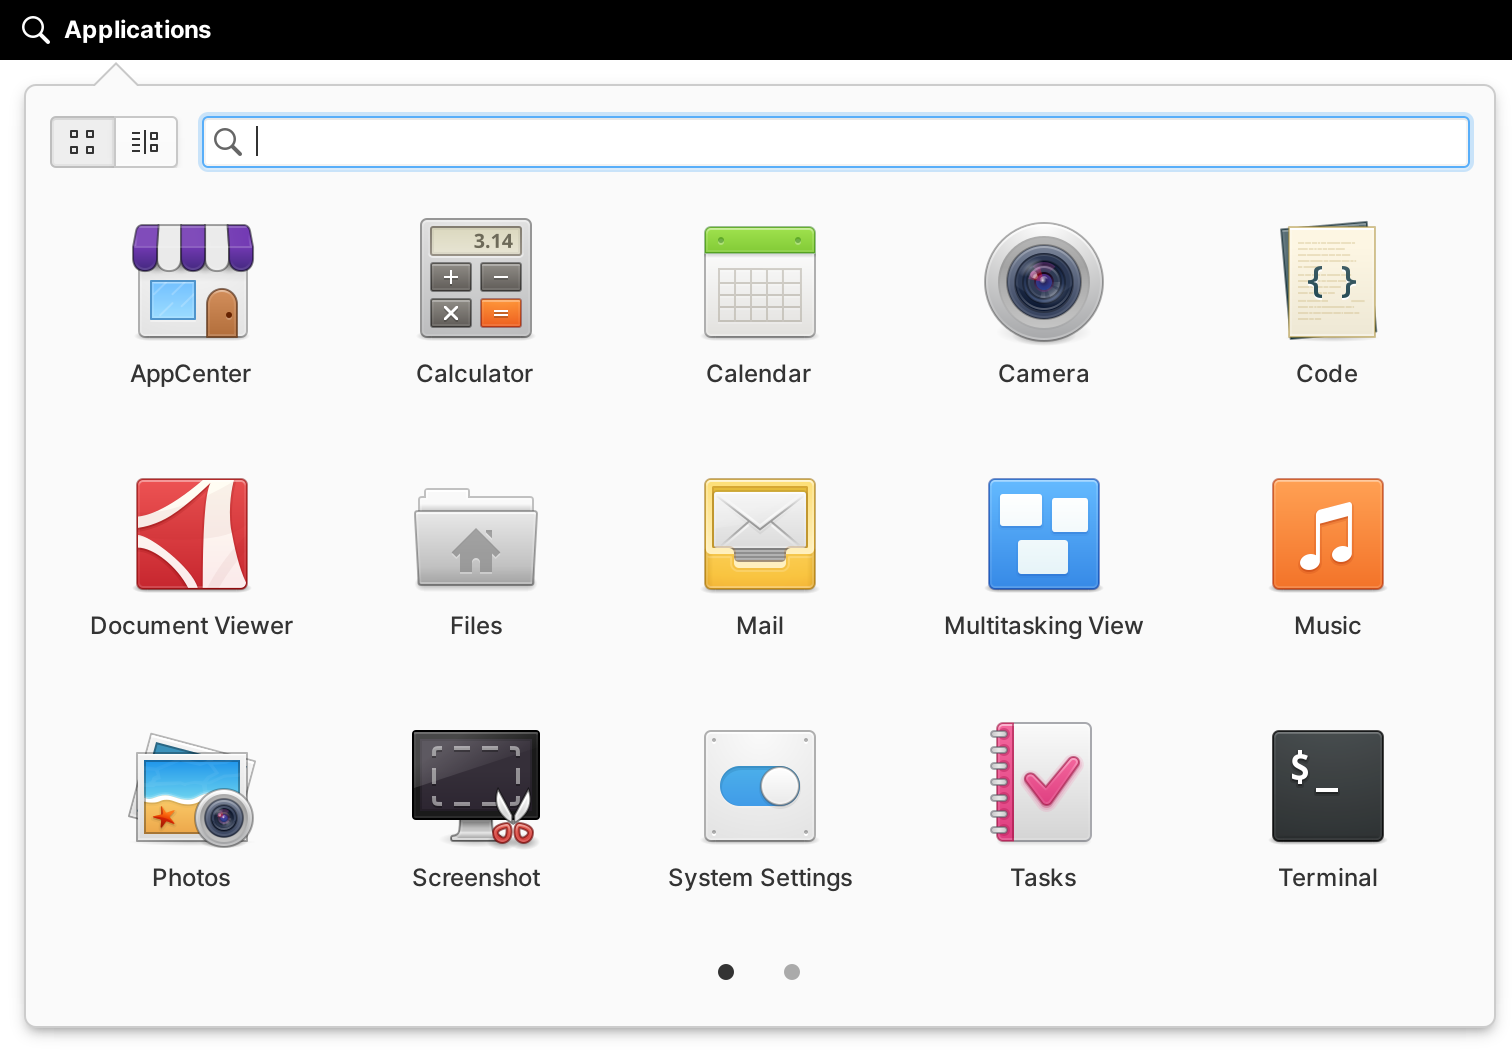 Applications
3.14
+ −
× =
{ }
AppCenter Calculator Calendar Camera Code
Document Viewer Files Mail Multitasking View Music
$_
Photos Screenshot System Settings Tasks Terminal